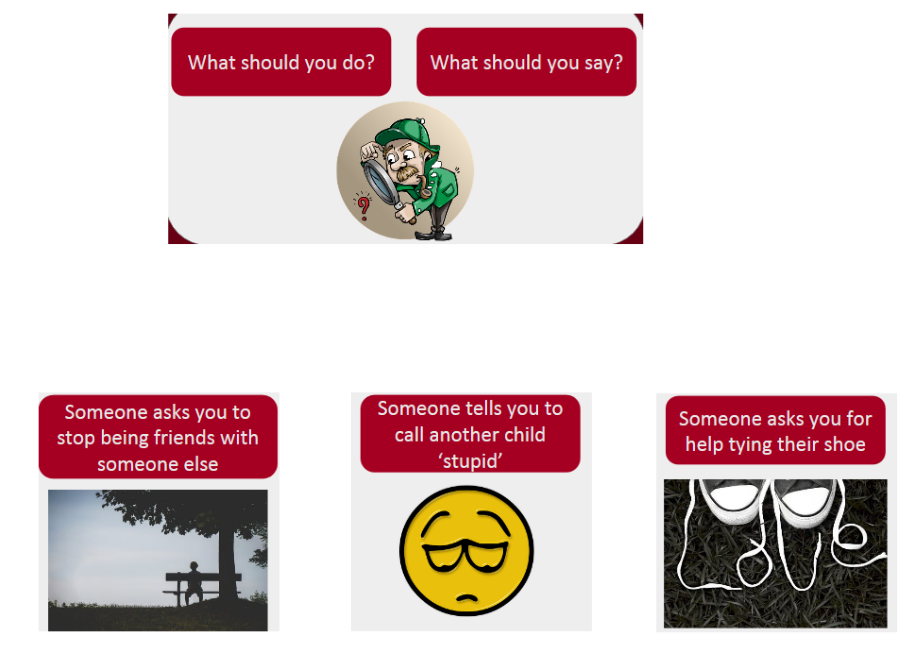 What should you do?
What should you say?
Someone asks you to
stop being friends with
someone else
Someone tells you to
call another child
‘stupid’
Someone asks you for
help tying their shoe
Love